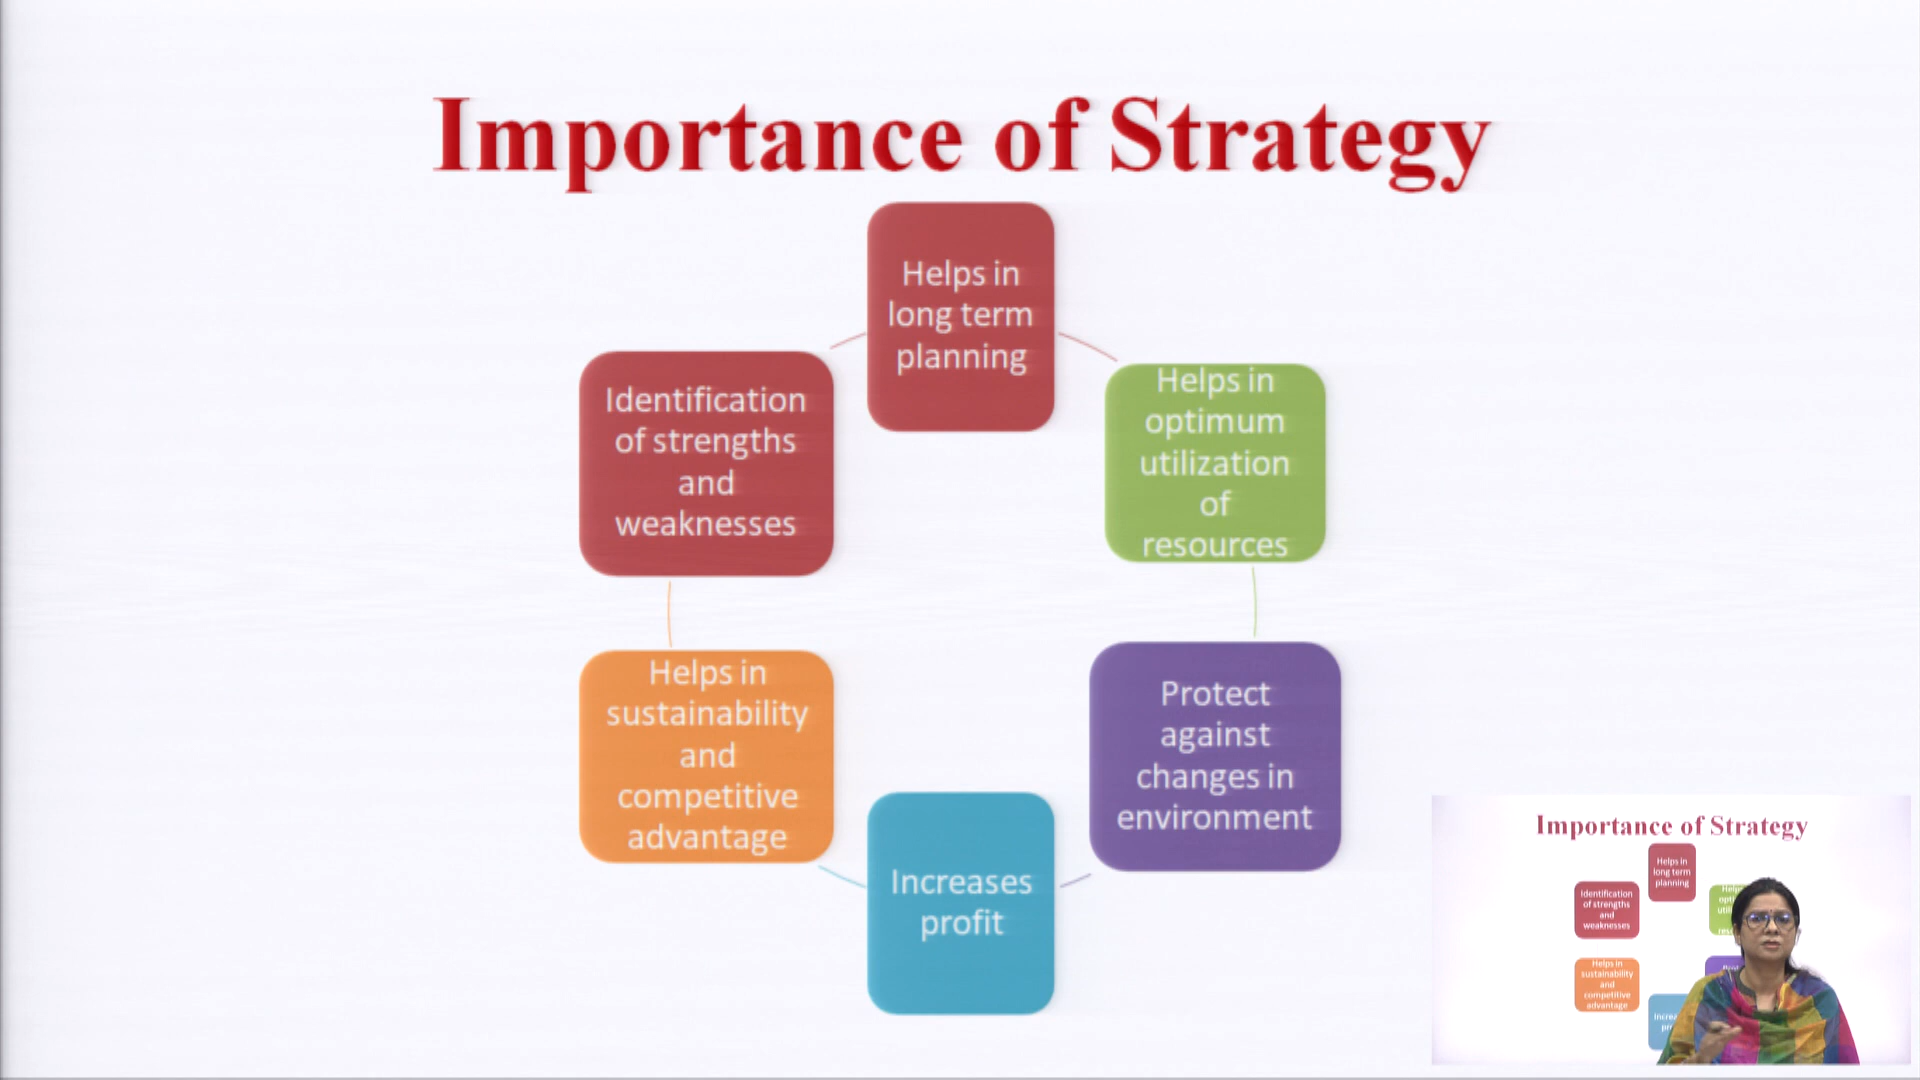 Importance of Strategy
Helps in
long term
planning
Helps in
optimum
utilization
of
resources
Protect
against
changes in
environment
Increases
profit
Helps in
sustainability
and
competitive
advantage
Identification
of strengths
and
weaknesses
Importance of Strategy
Helps in
long term
planning
Identification
of strengths
and
weaknesses
Helps in
sustainability
and
competitive
advantage